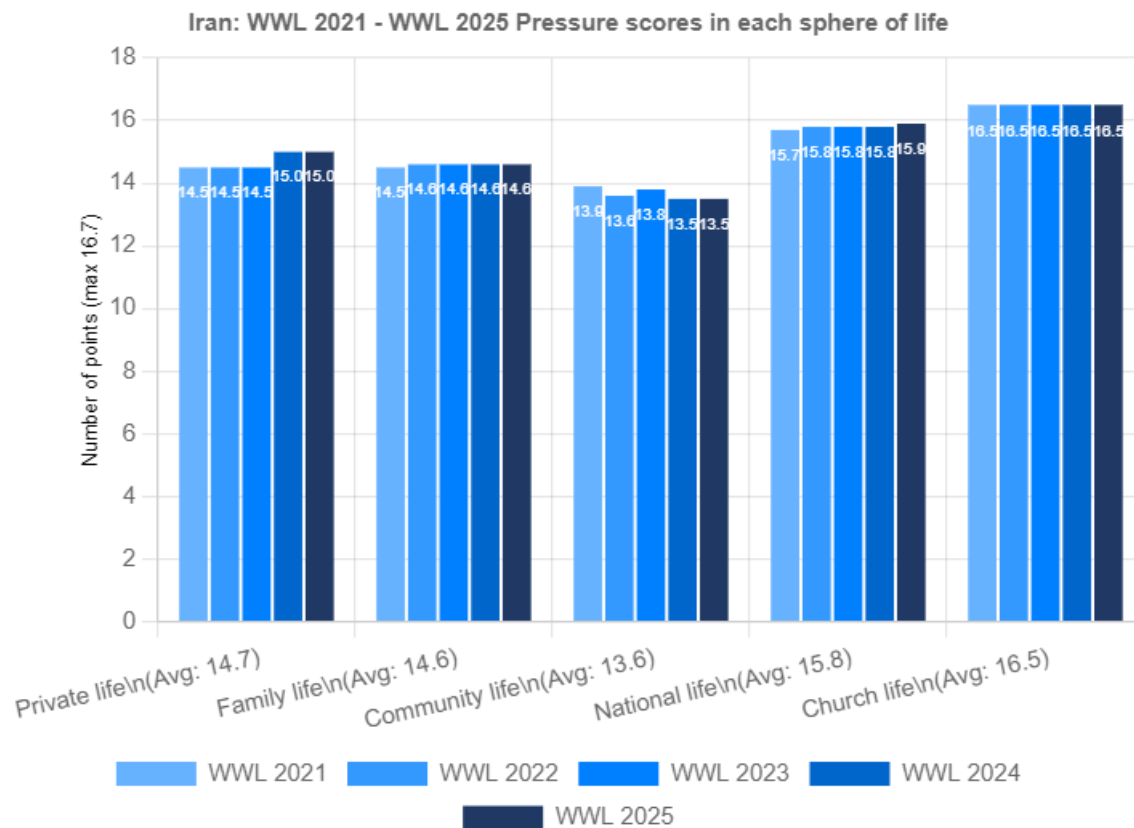 Iran: WWL 2021 - WWL 2025 Pressure scores in each sphere of life
Number of points (max 16.7)
18
16
14
12
10
8
6
4
2
0
14.5 14.5 14.5 15.0 15.0
14.5 14.6 14.6 14.6 14.6
13.9 13.6 13.8 13.5 13.5
15.7 15.8 15.8 15.8 15.9
16.5 16.5 16.5 16.5 16.5
Private life\n(Avg: 14.7)
Family life\n(Avg: 14.6)
Community life\n(Avg: 13.6)
National life\n(Avg: 15.8)
Church life\n(Avg: 16.5)
WWL 2021 WWL 2022 WWL 2023 WWL 2024
WWL 2025